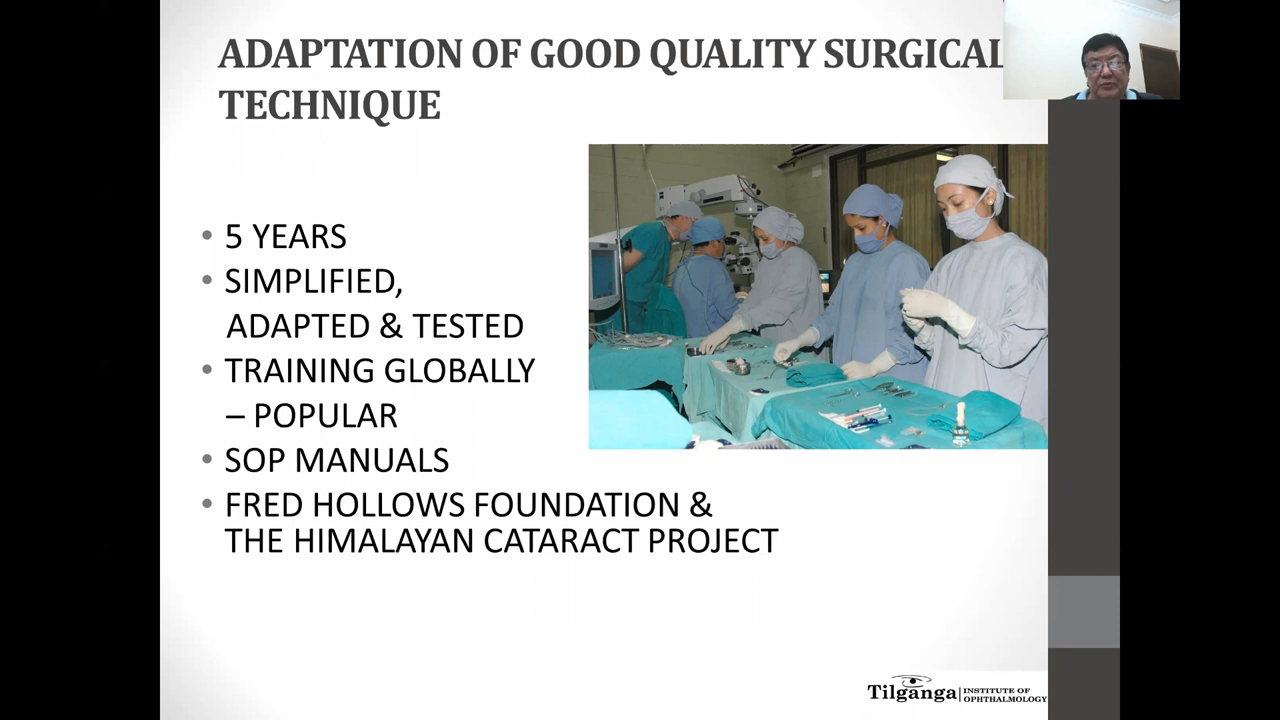 ADAPTATION OF GOOD QUALITY SURGICAL
TECHNIQUE
• 5 YEARS
• SIMPLIFIED,
ADAPTED & TESTED
• TRAINING GLOBALLY
– POPULAR
• SOP MANUALS
• FRED HOLLOWS FOUNDATION &
THE HIMALAYAN CATARACT PROJECT
Tilganga INSTITUTE OF
OPHTHALMOLOGY